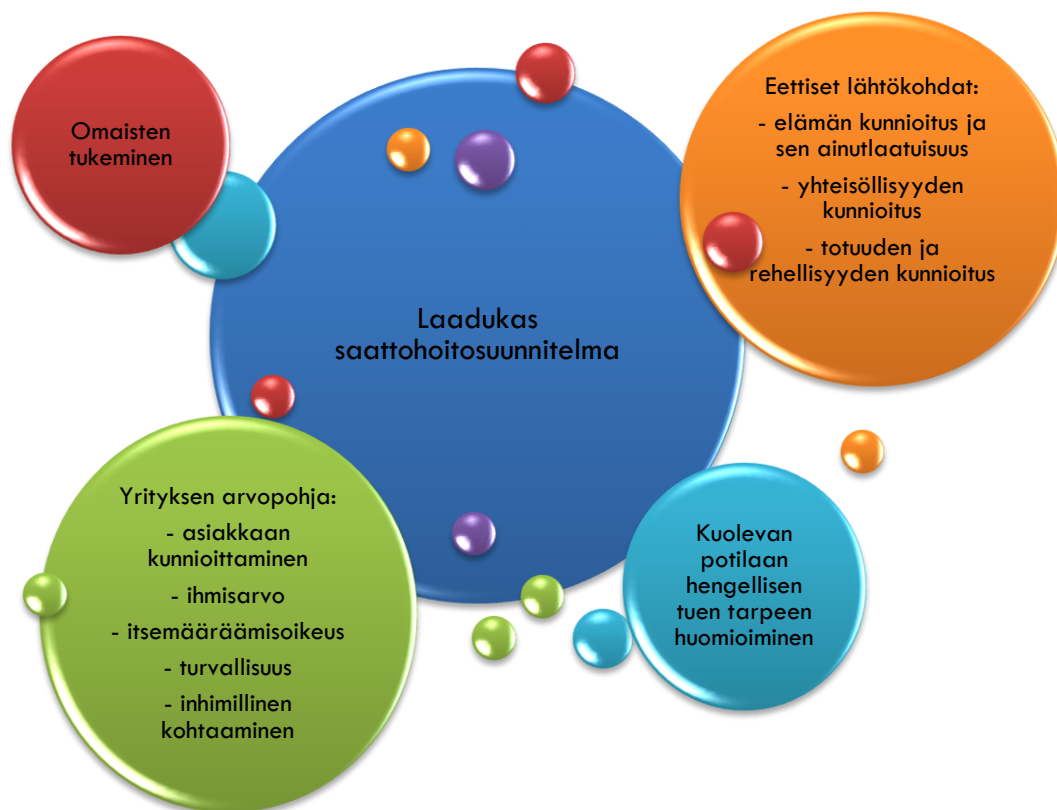 Omaisten
tukeminen
Eettiset lähtökohdat:
- elämän kunnioitus ja
sen ainutlaatuisuus
- yhteisöllisyyden
kunnioitus
- totuuden ja
rehellisyyden kunnioitus
Laadukas
saattohoitosuunnitelma
Yrityksen arvopohja:
- asiakkaan
kunnioittaminen
- ihmisarvo
- itsemääräämisoikeus
- turvallisuus
- inhimillinen
kohtaaminen
Kuolevan
potilaan
hengellisen
tuen tarpeen
huomioiminen